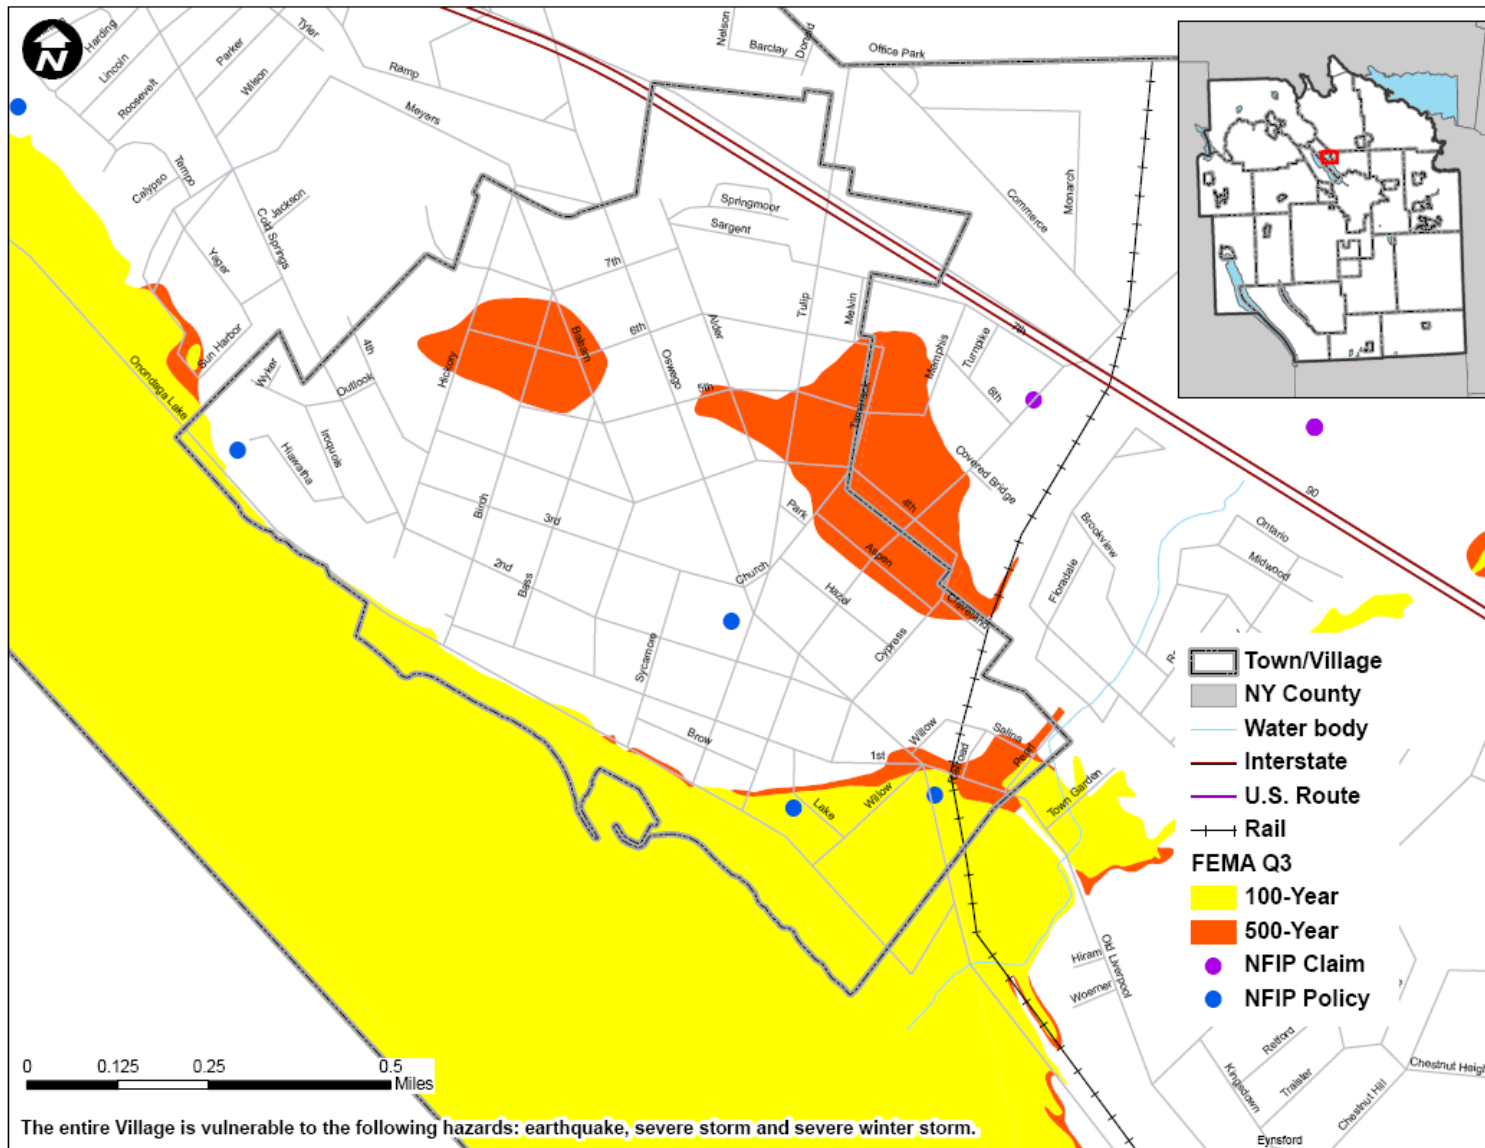 N
Harding
Lincoln
Roosevelt
Parker
Wilson
Tyler
Ramp
Meyers
Nelson
Barclay
Donald
Office Park
Commerce
Monarch
Calypso
Tempo
Yager
Cold Springs
Jackson
Springmoor
Sargent
7th
6th
5th
Tulip
Melvin
Alder
Oswego
Balsam
Hickory
4th
Outlook
Wyker
Sun Harbor
Onondaga Lake
Iroquois
Hiawatha
Tamarack
Memphis
Turnpike
7th
6th
Covered Bridge
4th
Park
Aspen
Hazel
Cypress
Cleveland
Church
Birch
3rd
2nd
Bass
Sycamore
Brow
Brookview
Floradale
Ontario
Midwood
90
1st
Willow
Railroad
Salina
Pearl
Lake
Willow
Town Garden
Hiram
Woerner
Old Liverpool
Retford
Kingsdown
Traister
Chestnut Hill
Chestnut Heigh
Eynsford
Town/Village
NY County
Water body
Interstate
U.S. Route
Rail
FEMA Q3
100-Year
500-Year
NFIP Claim
NFIP Policy
0 0.125 0.25 0.5
Miles
The entire Village is vulnerable to the following hazards: earthquake, severe storm and severe winter storm.